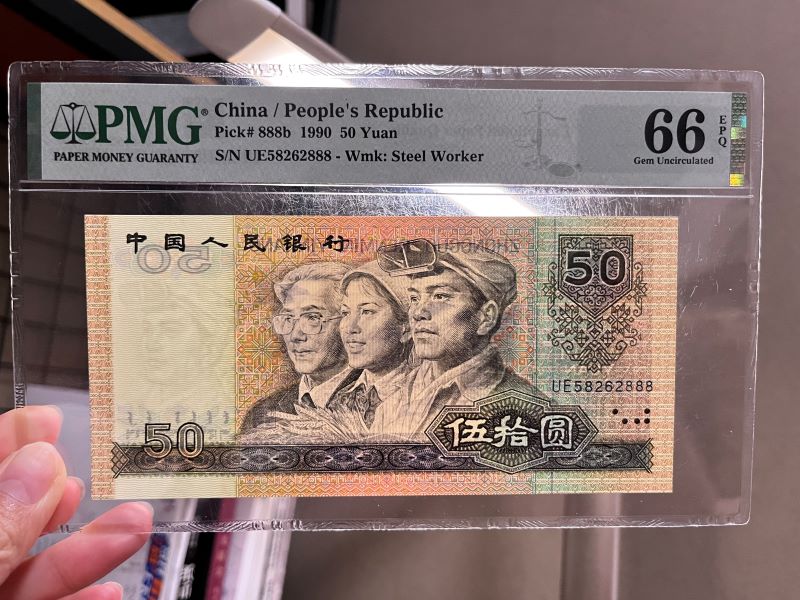 PMG®
PAPER MONEY GUARANTY
China / People's Republic
Pick# 888b 1990 50 Yuan
S/N UE58262888 - Wmk: Steel Worker
66
EPQ
Gem Uncirculated
中国人民银行
50
UE58262888
50
伍拾圆